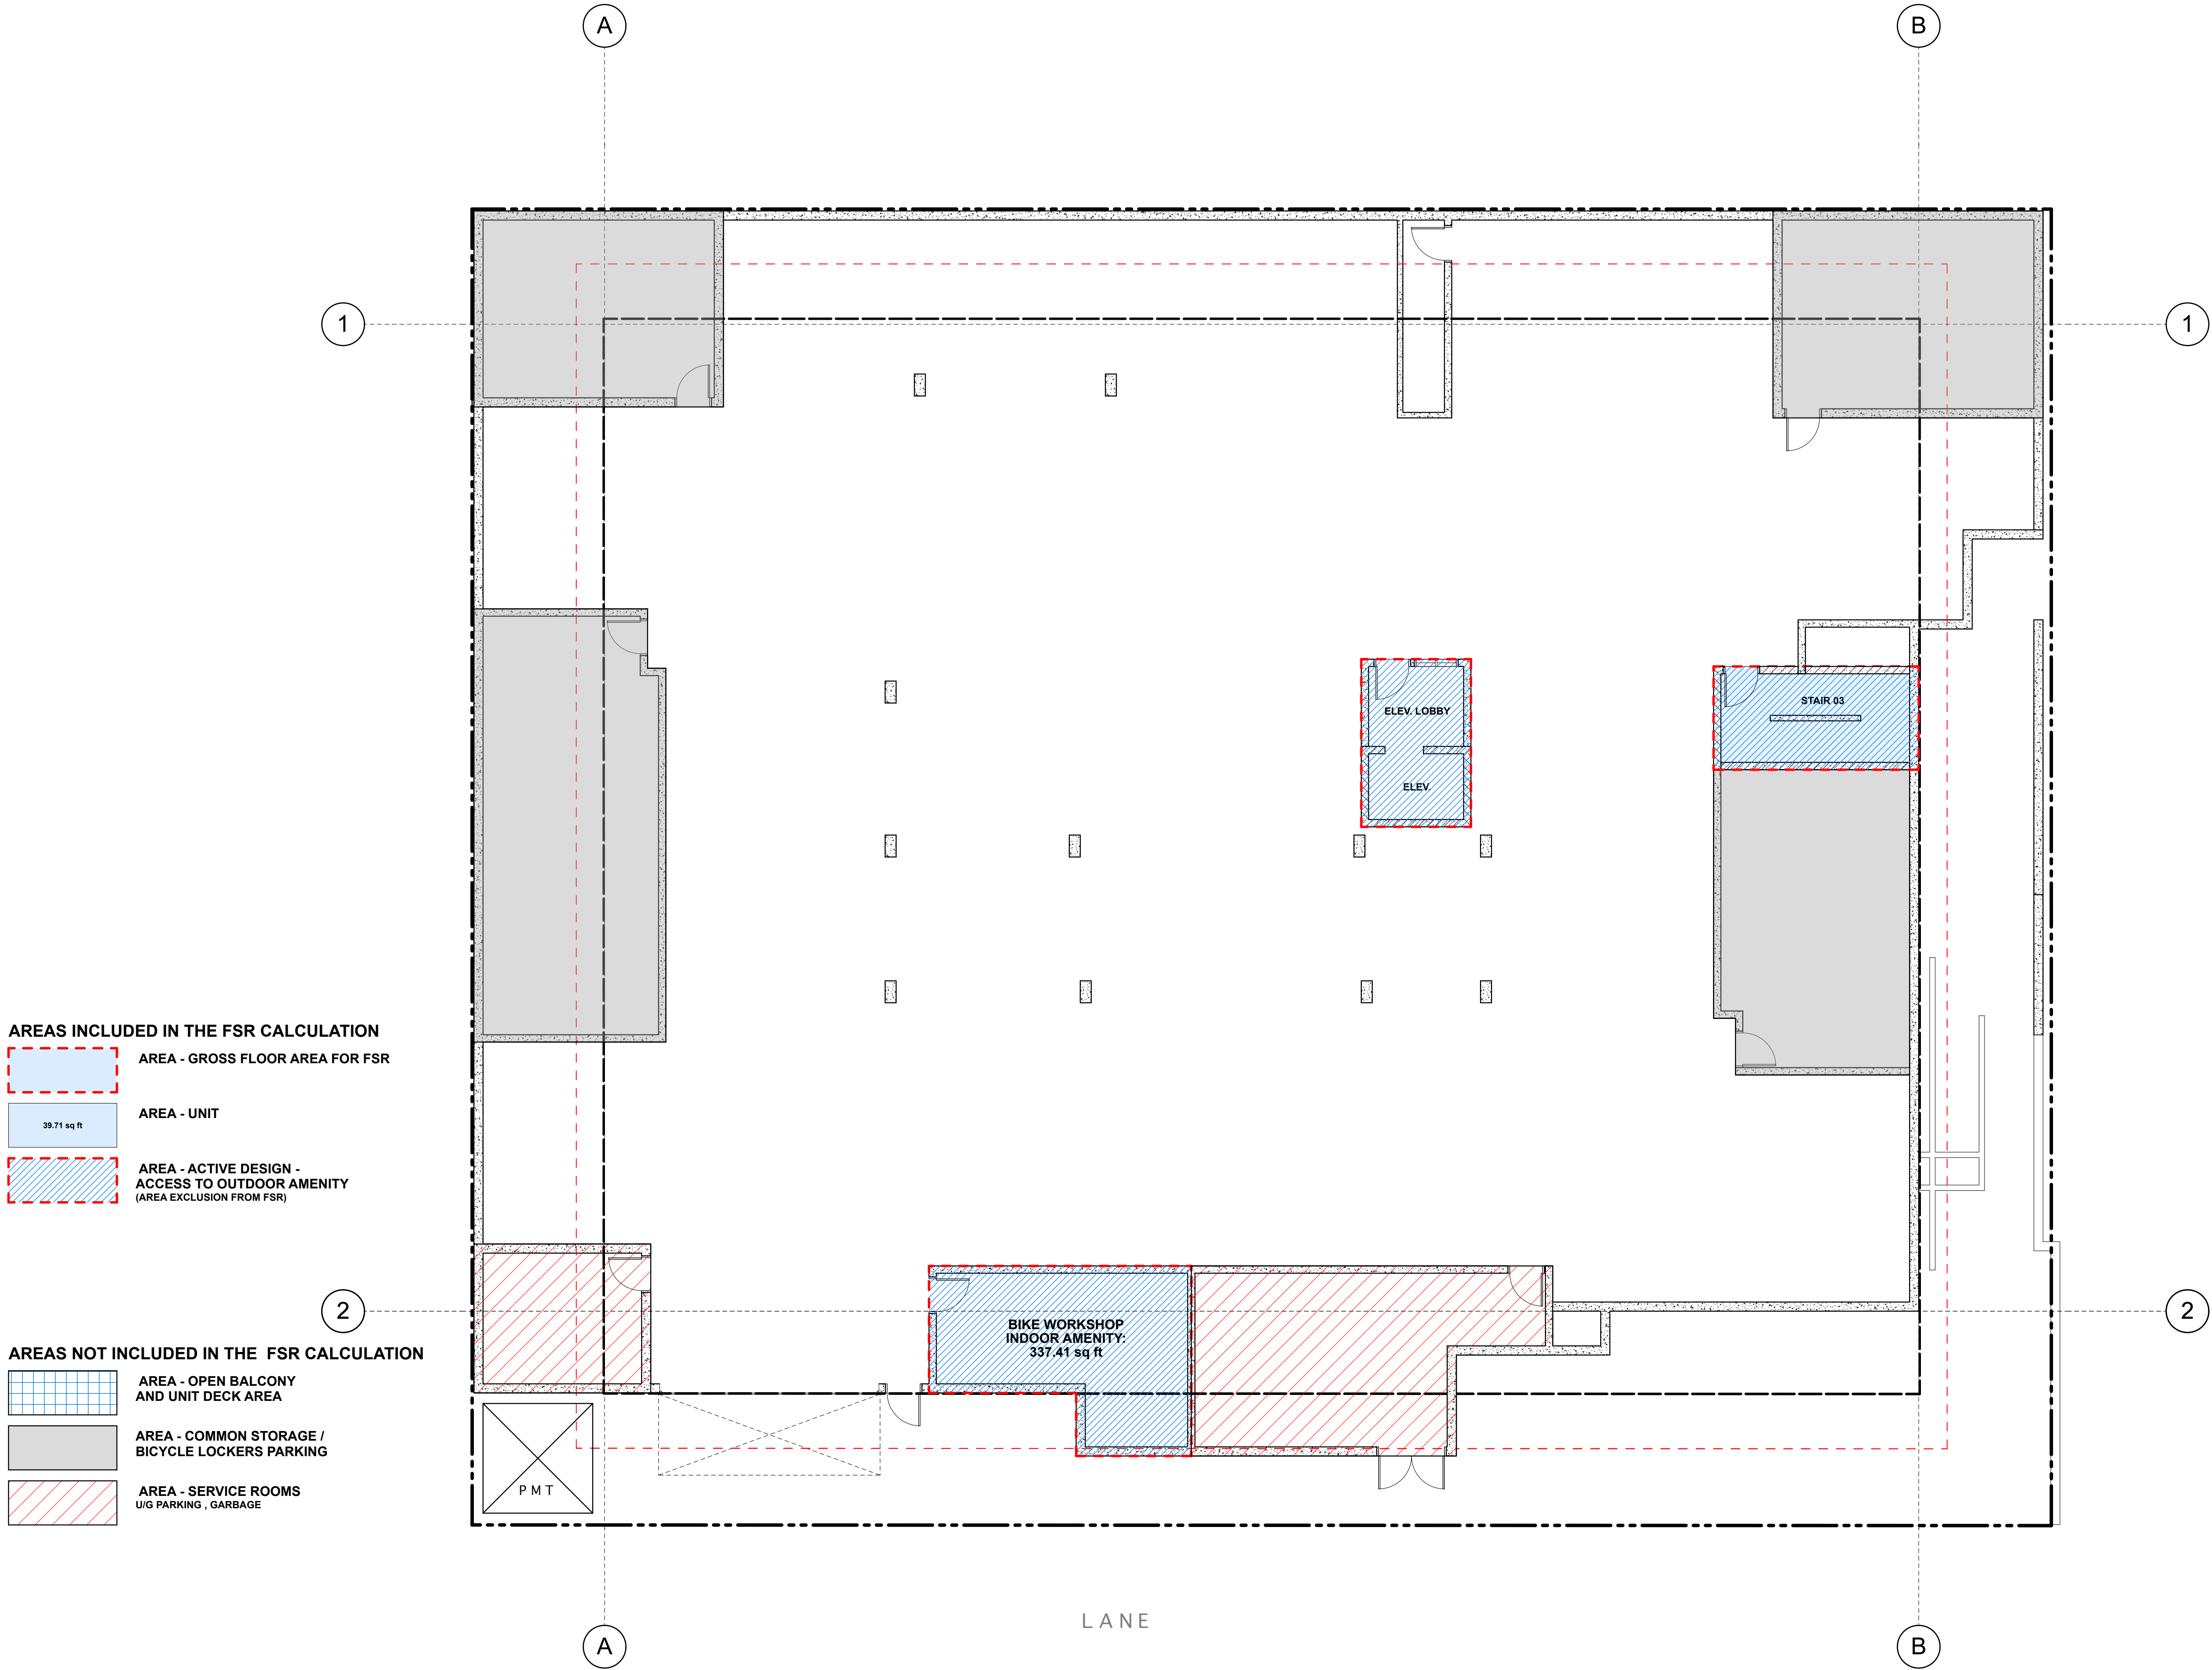 A
B
1
1
ELEV. LOBBY
STAIR 03
ELEV.
AREAS INCLUDED IN THE FSR CALCULATION
AREA - GROSS FLOOR AREA FOR FSR
39.71 sq ft
AREA - UNIT
AREA - ACTIVE DESIGN -
ACCESS TO OUTDOOR AMENITY
(AREA EXCLUSION FROM FSR)
2
2
BIKE WORKSHOP
INDOOR AMENITY:
337.41 sq ft
AREAS NOT INCLUDED IN THE FSR CALCULATION
AREA - OPEN BALCONY
AND UNIT DECK AREA
AREA - COMMON STORAGE /
BICYCLE LOCKERS PARKING
AREA - SERVICE ROOMS
U/G PARKING , GARBAGE
PMT
LANE
A
B